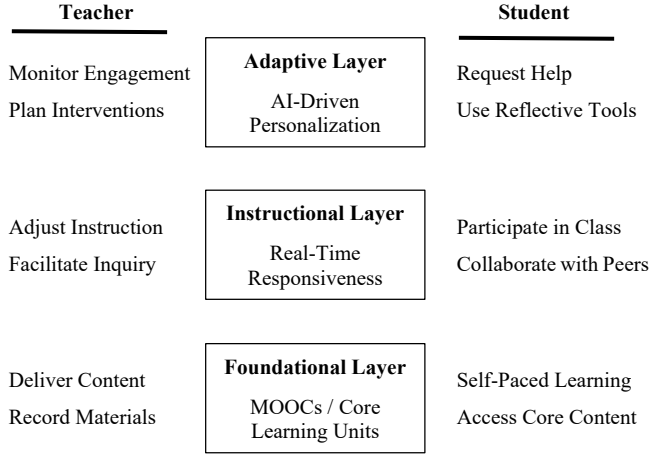 Teacher
Student
Adaptive Layer
Monitor Engagement
AI-Driven
Request Help
Plan Interventions
Personalization
Use Reflective Tools
Instructional Layer
Adjust Instruction
Real-Time
Participate in Class
Facilitate Inquiry
Responsiveness
Collaborate with Peers
Foundational Layer
Deliver Content
MOOCs / Core
Self-Paced Learning
Record Materials
Learning Units
Access Core Content